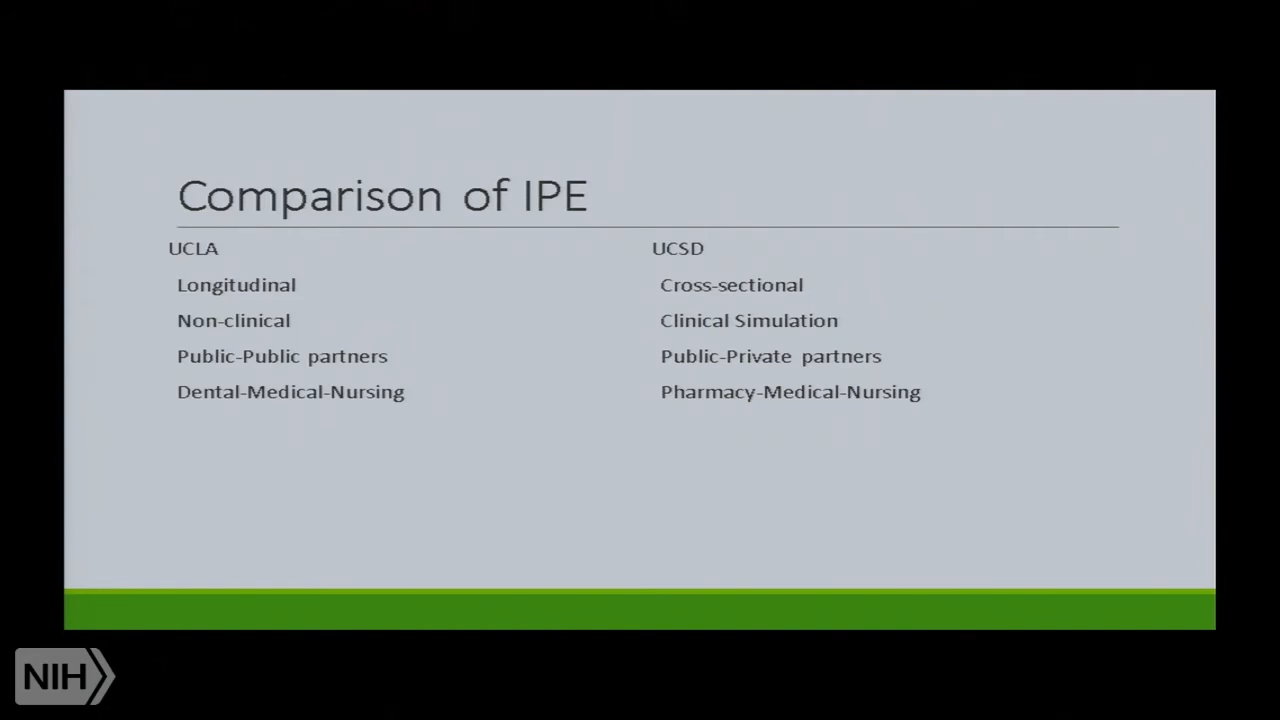 Comparison of IPE
UCLA
Longitudinal
Non-clinical
Public-Public partners
Dental-Medical-Nursing
UCSD
Cross-sectional
Clinical Simulation
Public-Private partners
Pharmacy-Medical-Nursing
NIH